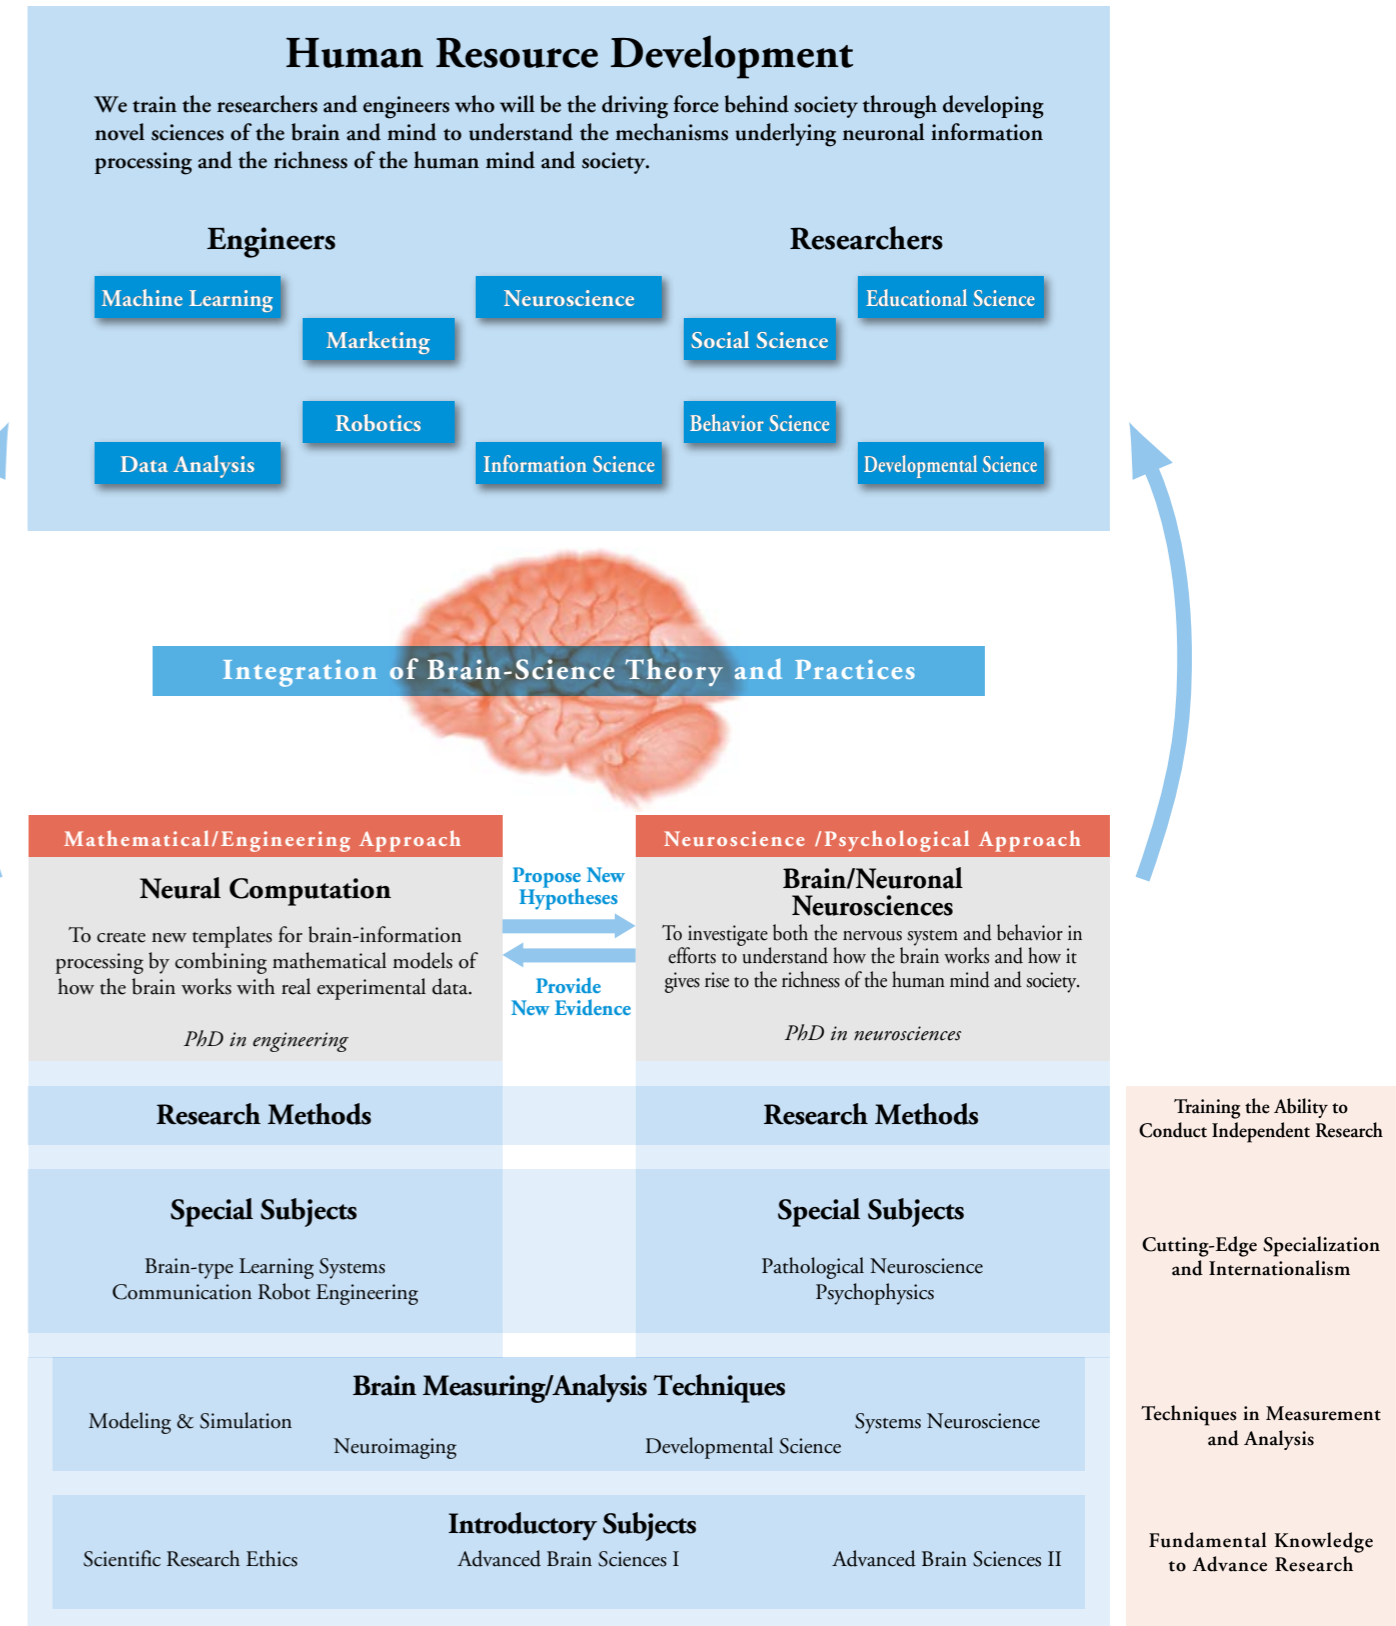 Human Resource Development
We train the researchers and engineers who will be the driving force behind society through developing
novel sciences of the brain and mind to understand the mechanisms underlying neuronal information
processing and the richness of the human mind and society.
Engineers
Researchers
Machine Learning
Neuroscience
Educational Science
Marketing
Social Science
Robotics
Behavior Science
Data Analysis
Information Science
Developmental Science
Integration of Brain-Science Theory and Practices
Mathematical/Engineering Approach
Neural Computation
To create new templates for brain-information
processing by combining mathematical models of
how the brain works with real experimental data.
PhD in engineering
Propose New
Hypotheses
Provide
New Evidence
Neuroscience /Psychological Approach
Brain/Neuronal
Neurosciences
To investigate both the nervous system and behavior in
efforts to understand how the brain works and how it
gives rise to the richness of the human mind and society.
PhD in neurosciences
Research Methods
Research Methods
Training the Ability to
Conduct Independent Research
Special Subjects
Brain-type Learning Systems
Communication Robot Engineering
Special Subjects
Pathological Neuroscience
Psychophysics
Cutting-Edge Specialization
and Internationalism
Brain Measuring/Analysis Techniques
Modeling & Simulation
Systems Neuroscience
Neuroimaging
Developmental Science
Techniques in Measurement
and Analysis
Introductory Subjects
Scientific Research Ethics
Advanced Brain Sciences I
Advanced Brain Sciences II
Fundamental Knowledge
to Advance Research